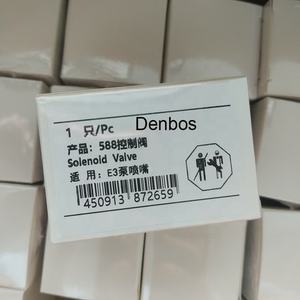 1 只/Pc
Denbos
产品：588控制阀
Solenoid Valve
适 用：E3泵喷嘴
450913 872659